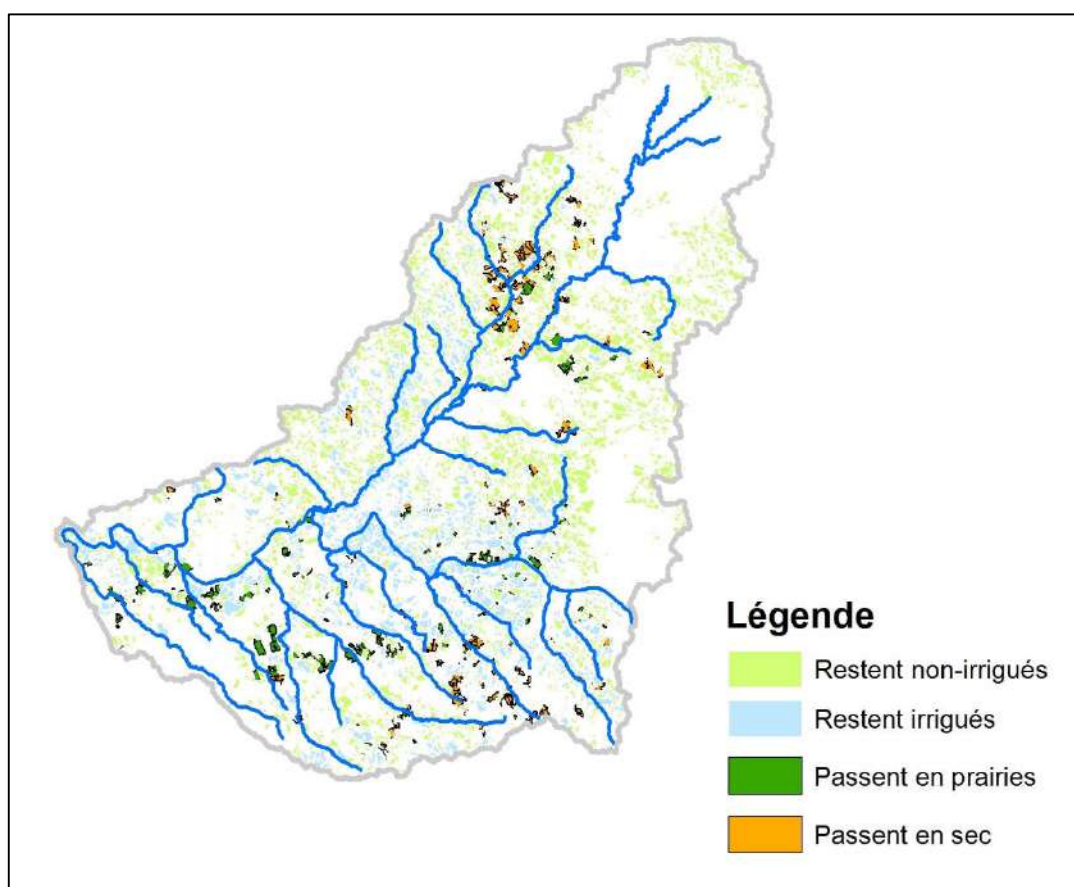 Légende
Restent non-irrigués
Restent irrigués
Passent en prairies
Passent en sec